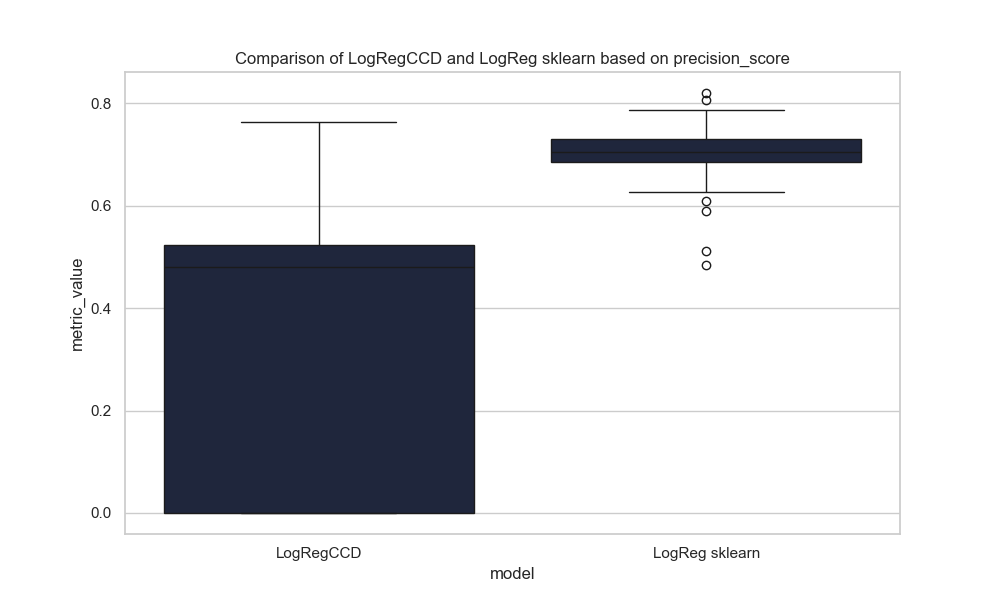 Comparison of LogRegCCD and LogReg sklearn based on precision_score
metric_value
0.8
0.6
0.4
0.2
0.0
LogRegCCD
LogReg sklearn
model